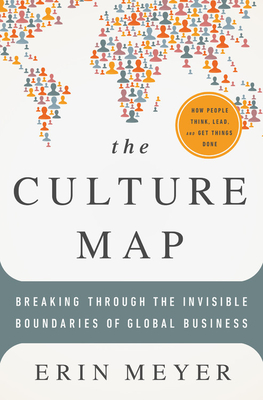 HOW PEOPLE
THINK, LEAD,
AND GET THINGS
DONE
the
CULTURE
MAP
BREAKING THROUGH THE INVISIBLE
BOUNDARIES OF GLOBAL BUSINESS
ERIN MEYER